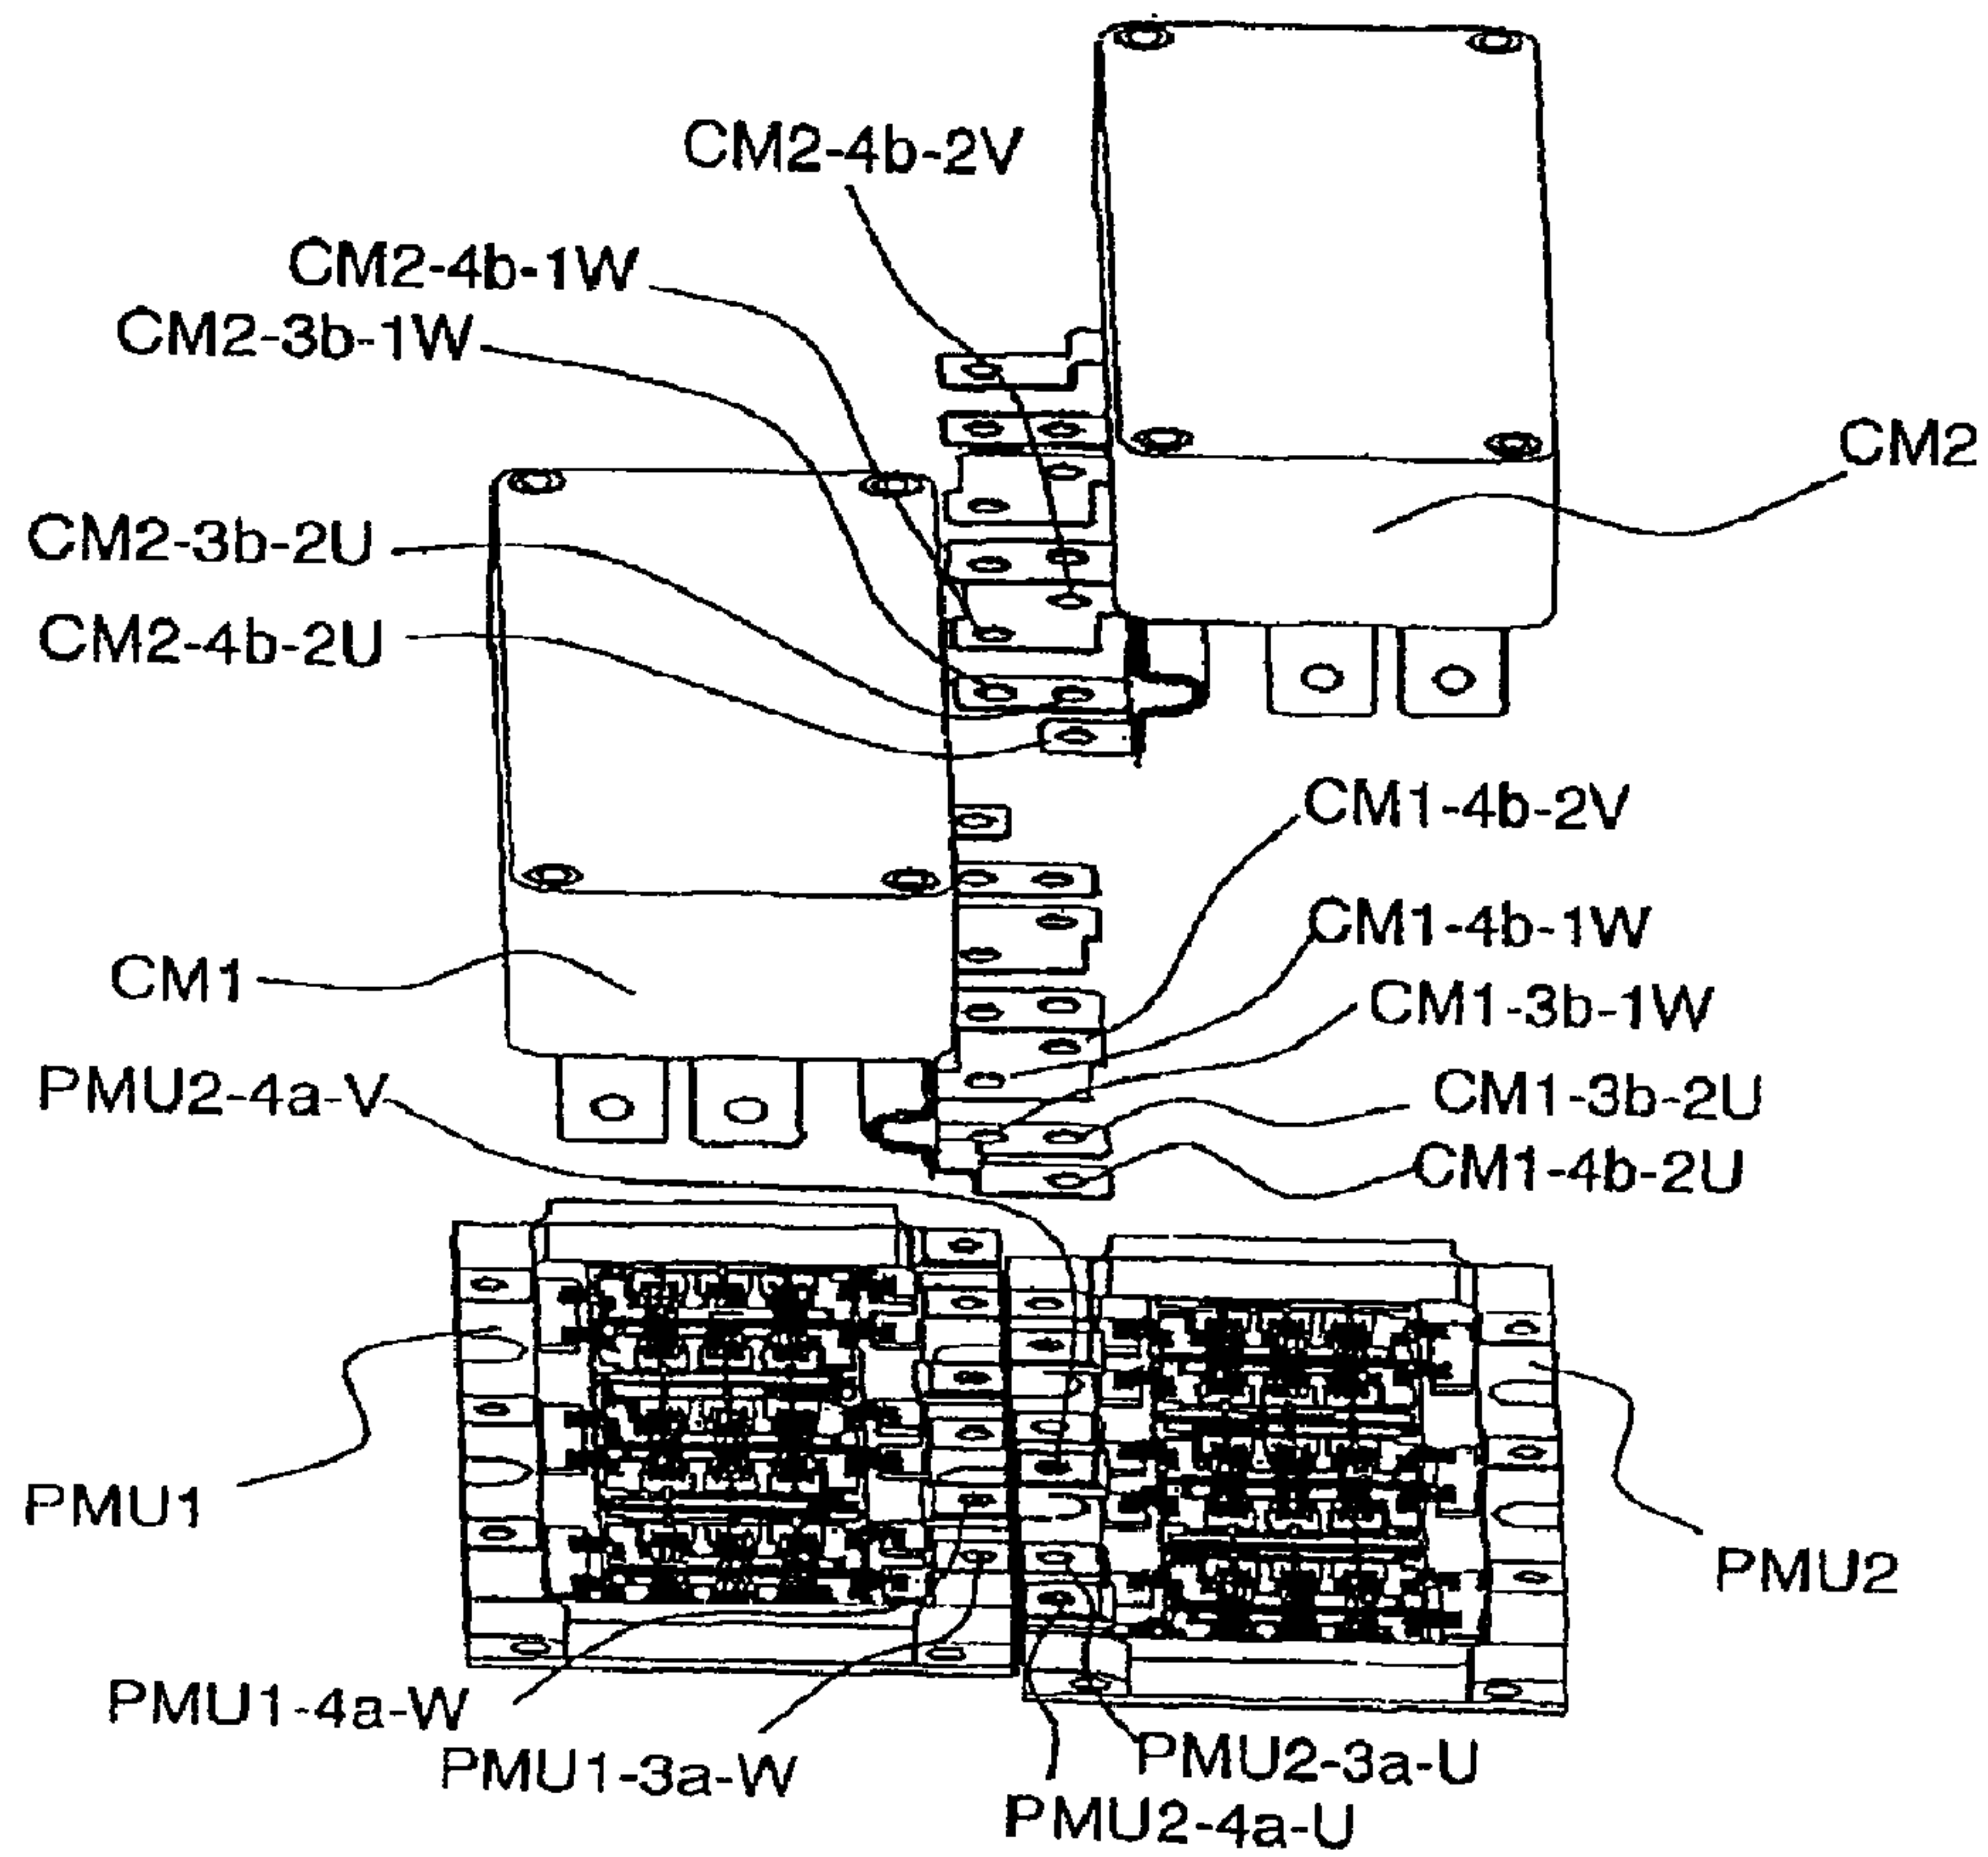 CM2-4b-2V
CM2-4b-1W
CM2-3b-1W
CM2
CM2-3b-2U
CM2-4b-2U
CM1-4b-2V
CM1-4b-1W
CM1
CM1-3b-1W
PMU2-4a-V
CM1-3b-2U
CM1-4b-2U
PMU1
PMU2
PMU1-4a-W
PMU1-3a-W
PMU2-3a-U
PMU2-4a-U